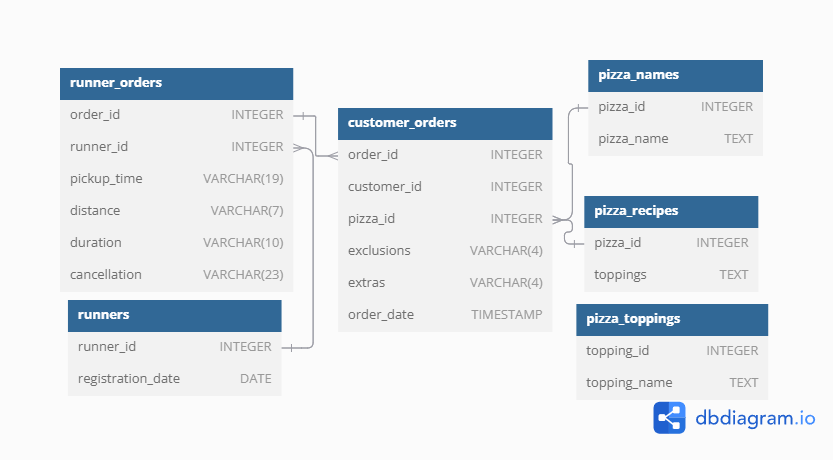 runner_orders
order_id INTEGER
runner_id INTEGER
pickup_time VARCHAR(19)
distance VARCHAR(7)
duration VARCHAR(10)
cancellation VARCHAR(23)
runners
runner_id INTEGER
registration_date DATE
customer_orders
order_id INTEGER
customer_id INTEGER
pizza_id INTEGER
exclusions VARCHAR(4)
extras VARCHAR(4)
order_date TIMESTAMP
pizza_names
pizza_id INTEGER
pizza_name TEXT
pizza_recipes
pizza_id INTEGER
toppings TEXT
pizza_toppings
topping_id INTEGER
topping_name TEXT
dbdiagram.io